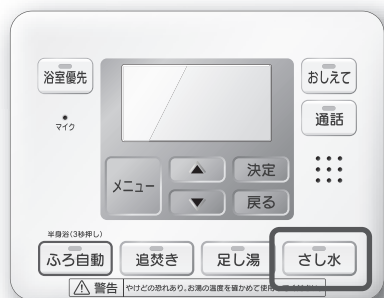 浴室優先
おしえて
マイク
通話
メニュー
▲
決定
▼
戻る
半身浴(3秒押し)
ふろ自動
追焚き
足し湯
さし水
警告
やけどの恐れあり、お湯の温度を確かめて使用